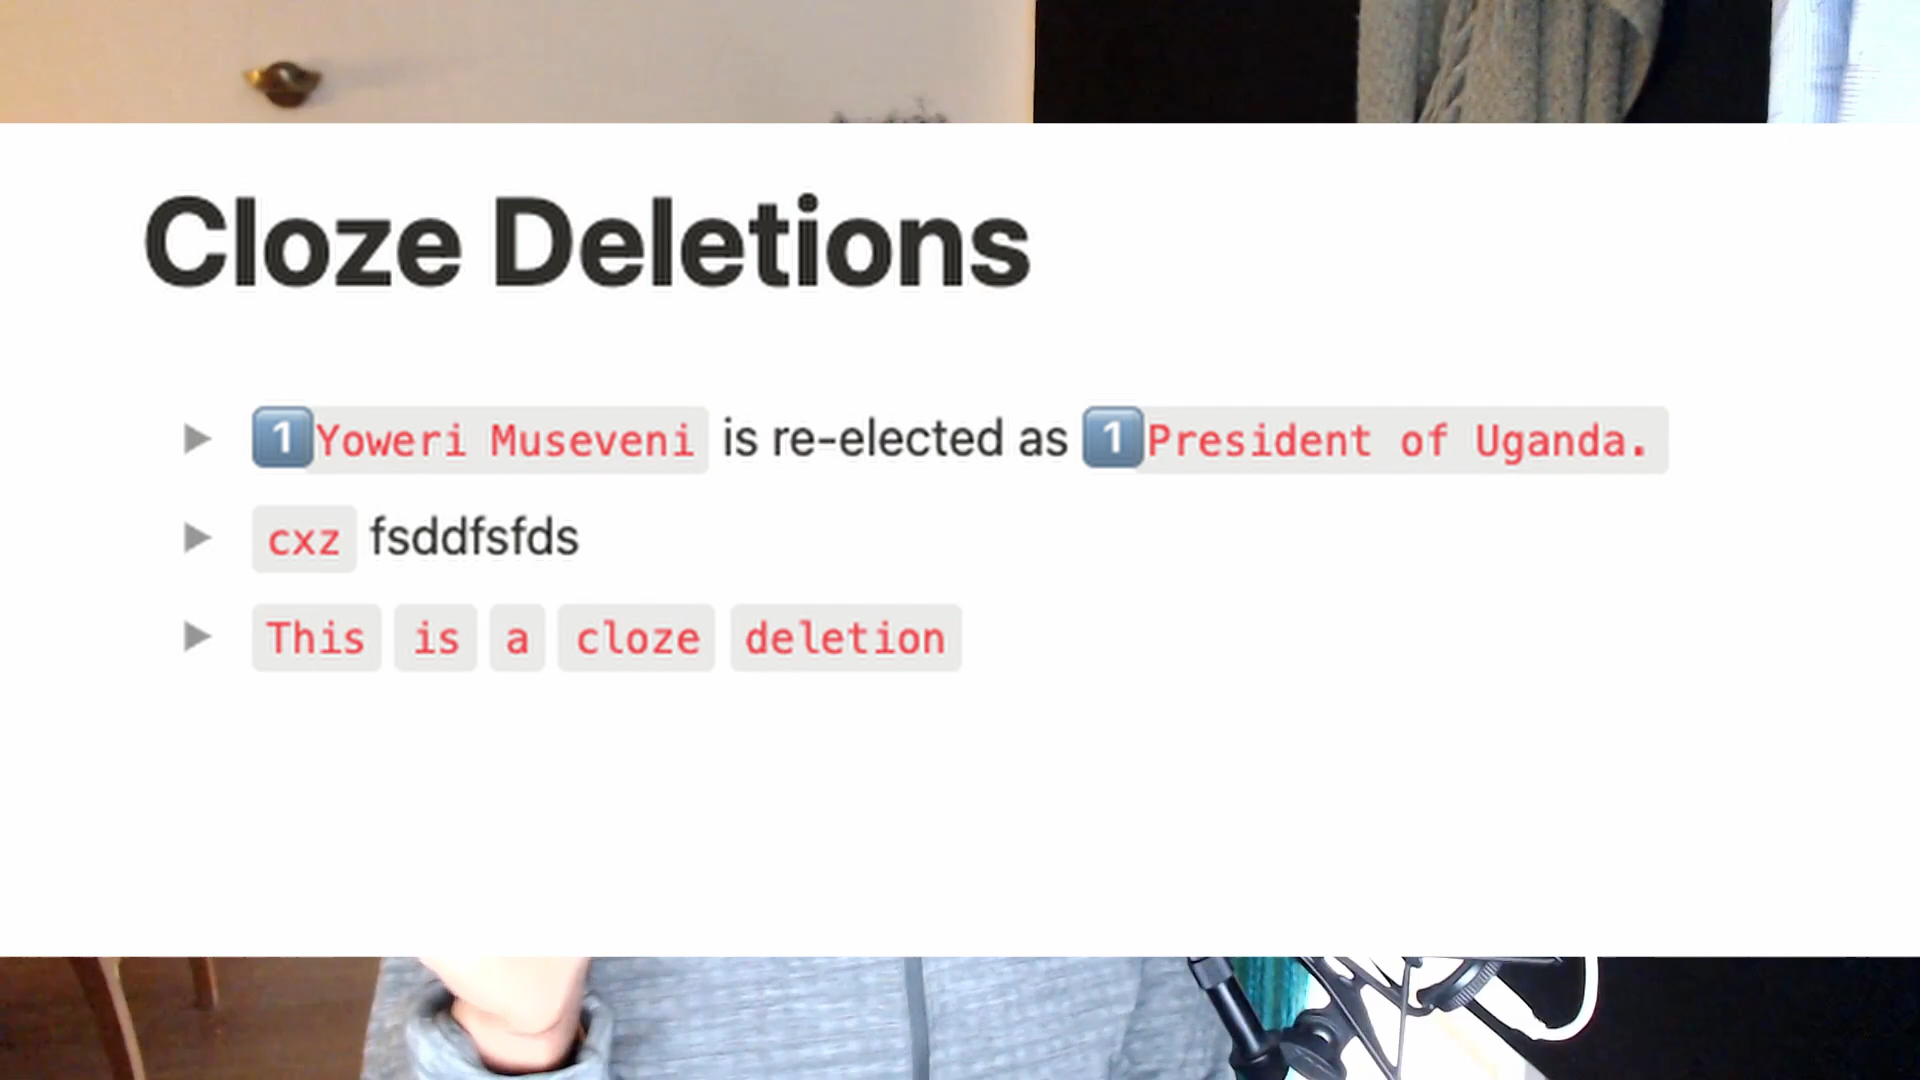 Cloze Deletions
1️⃣Yoweri Museveni is re-elected as 1️⃣President of Uganda.
cxz fsddfsfds
This is a cloze deletion